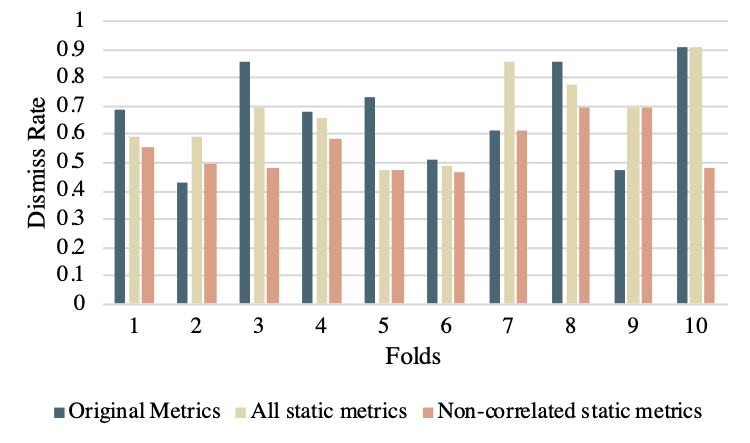 1
0.9
0.8
0.7
0.6
0.5
0.4
0.3
0.2
0.1
0
Dismiss Rate
1 2 3 4 5 6 7 8 9 10
Folds
Original Metrics All static metrics Non-correlated static metrics